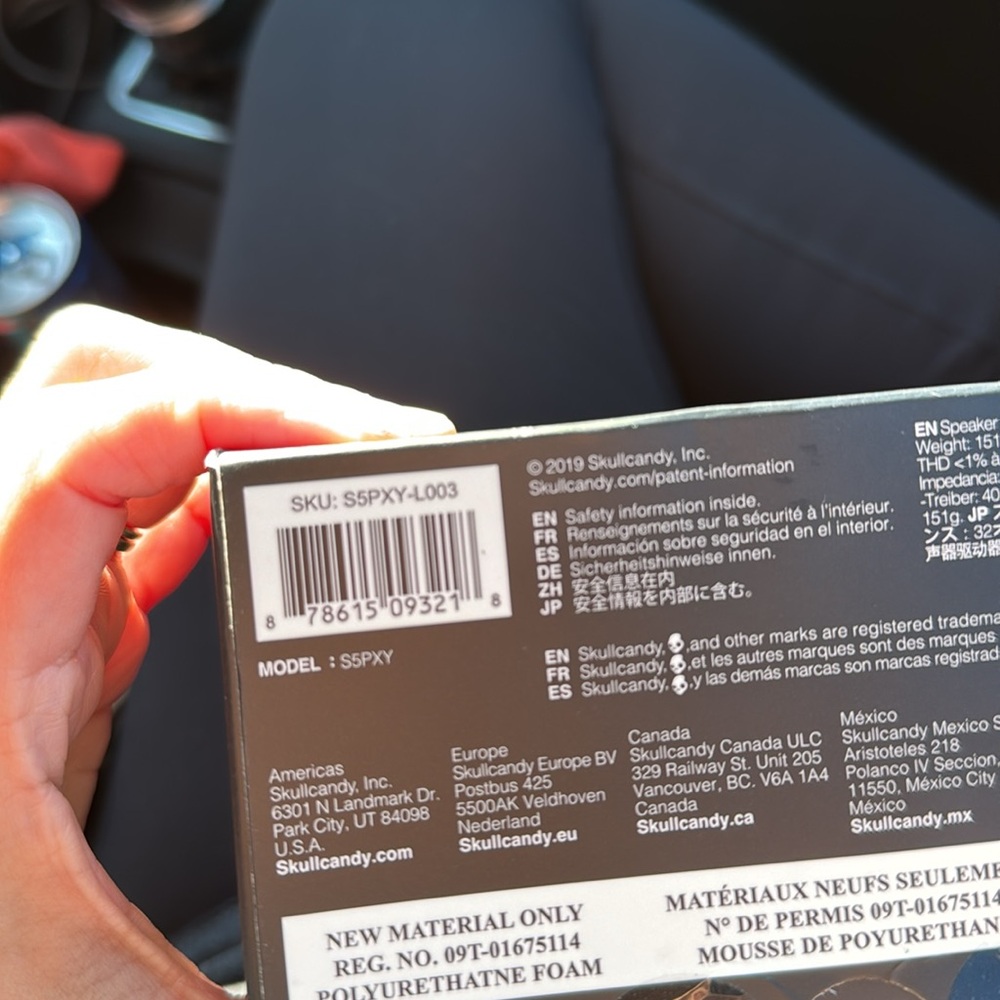 SKU: S5PXY-L003
8 78615 09321 8
MODEL : S5PXY
© 2019 Skullcandy, Inc.
Skullcandy.com/patent-information
EN Safety information inside.
FR Renseignements sur la sécurité à l'intérieur.
ES Información sobre seguridad en el interior.
DE Sicherheitshinweise innen.
ZH 安全信息在内
JP 安全情報を内部に含む。
EN Speaker
Weight: 151
THD <1% à
Impedancia:
-Treiber: 40
151g. JP ス
ンス : 32
声器驱动器
EN Skullcandy, ,and other marks are registered tradema
FR Skullcandy, ,et les autres marques sont des marques
ES Skullcandy, ,y las demás marcas son marcas registrad
Americas
Skullcandy, Inc.
6301 N Landmark Dr.
Park City, UT 84098
U.S.A.
Skullcandy.com
Europe
Skullcandy Europe BV
Postbus 425
5500AK Veldhoven
Nederland
Skullcandy.eu
Canada
Skullcandy Canada ULC
329 Railway St. Unit 205
Vancouver, BC. V6A 1A4
Canada
Skullcandy.ca
México
Skullcandy Mexico S
Aristoteles 218
Polanco IV Seccion,
11550, México City
México
Skullcandy.mx
NEW MATERIAL ONLY
REG. NO. 09T-01675114
POLYURETHATNE FOAM
MATÉRIAUX NEUFS SEULEME
N° DE PERMIS 09T-01675114
MOUSSE DE POYURETHAN